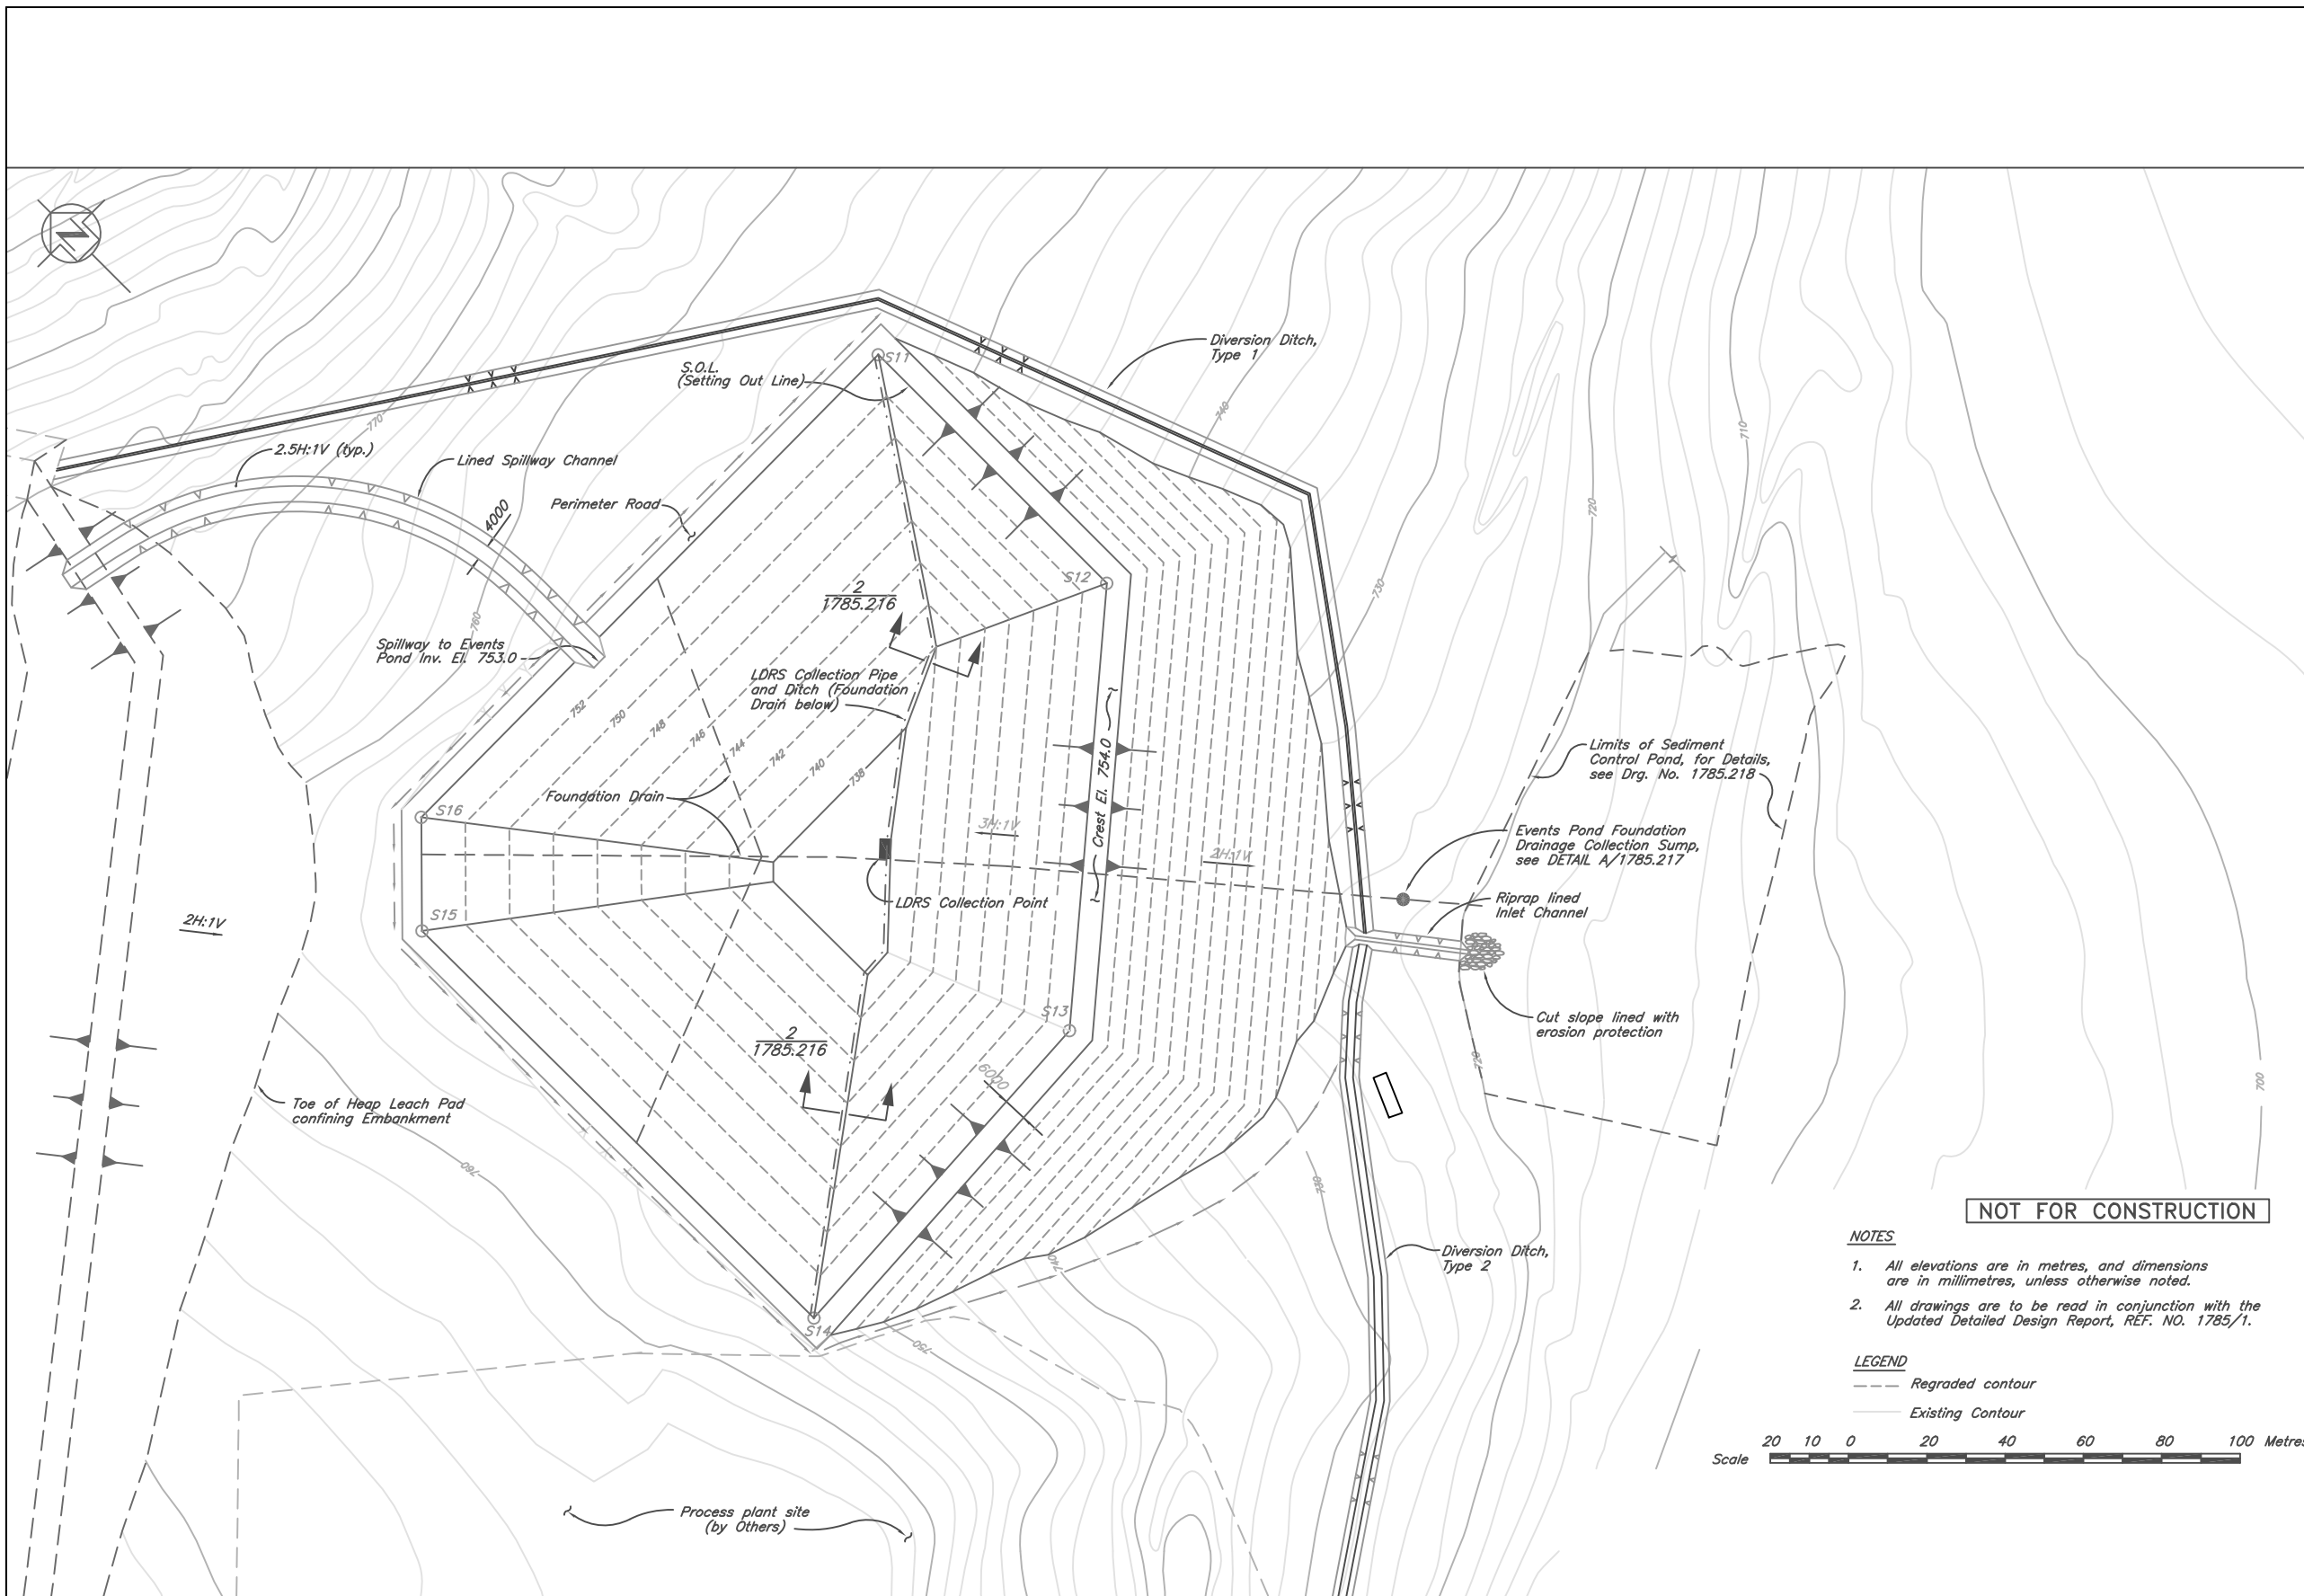 N
S11
Diversion Ditch,
Type 1
S.O.L.
(Setting Out Line)
740
710
770
2.5H:1V (typ.)
Lined Spillway Channel
Perimeter Road
4000
720
730
S12
2
1785.216
760
Spillway to Events
Pond Inv. El. 753.0
LDRS Collection Pipe
and Ditch (Foundation
Drain below)
752
750
748
746
744
742
740
738
Crest El. 754.0
Limits of Sediment
Control Pond, for Details,
see Drg. No. 1785.218
Foundation Drain
S16
3H:1V
2H:1V
Events Pond Foundation
Drainage Collection Sump,
see DETAIL A/1785.217
LDRS Collection Point
Riprap lined
Inlet Channel
S15
2H:1V
S13
Cut slope lined with
erosion protection
2
1785.216
6000
720
700
Toe of Heap Leach Pad
confining Embankment
760
730
740
Diversion Ditch,
Type 2
S14
750
Process plant site
(by Others)
NOT FOR CONSTRUCTION
NOTES
1. All elevations are in metres, and dimensions
are in millimetres, unless otherwise noted.
2. All drawings are to be read in conjunction with the
Updated Detailed Design Report, REF. NO. 1785/1.
LEGEND
Regraded contour
Existing Contour
Scale 20 10 0 20 40 60 80 100 Metres